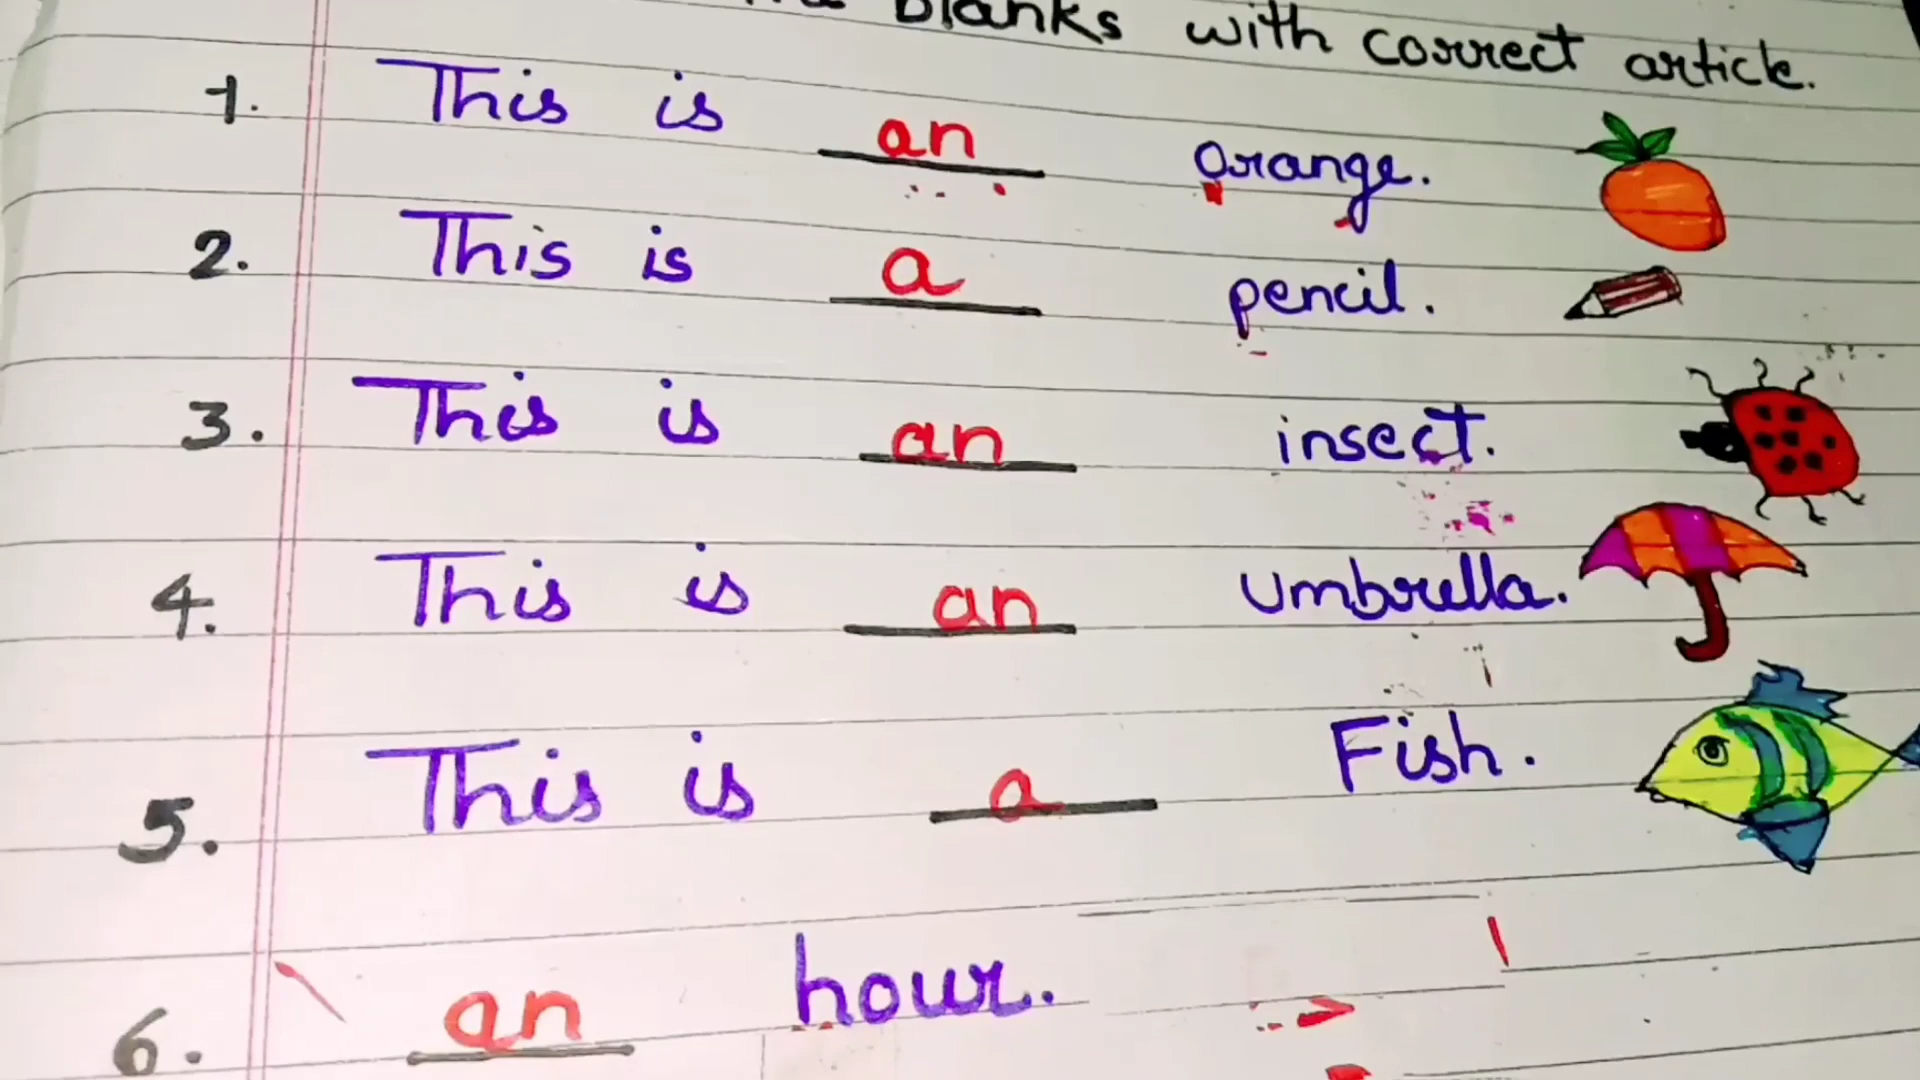 blanks with correct article.
1. This is an orange.
2. This is a pencil.
3. This is an insect.
4. This is an umbrella.
5. This is a Fish.
6. an hour.